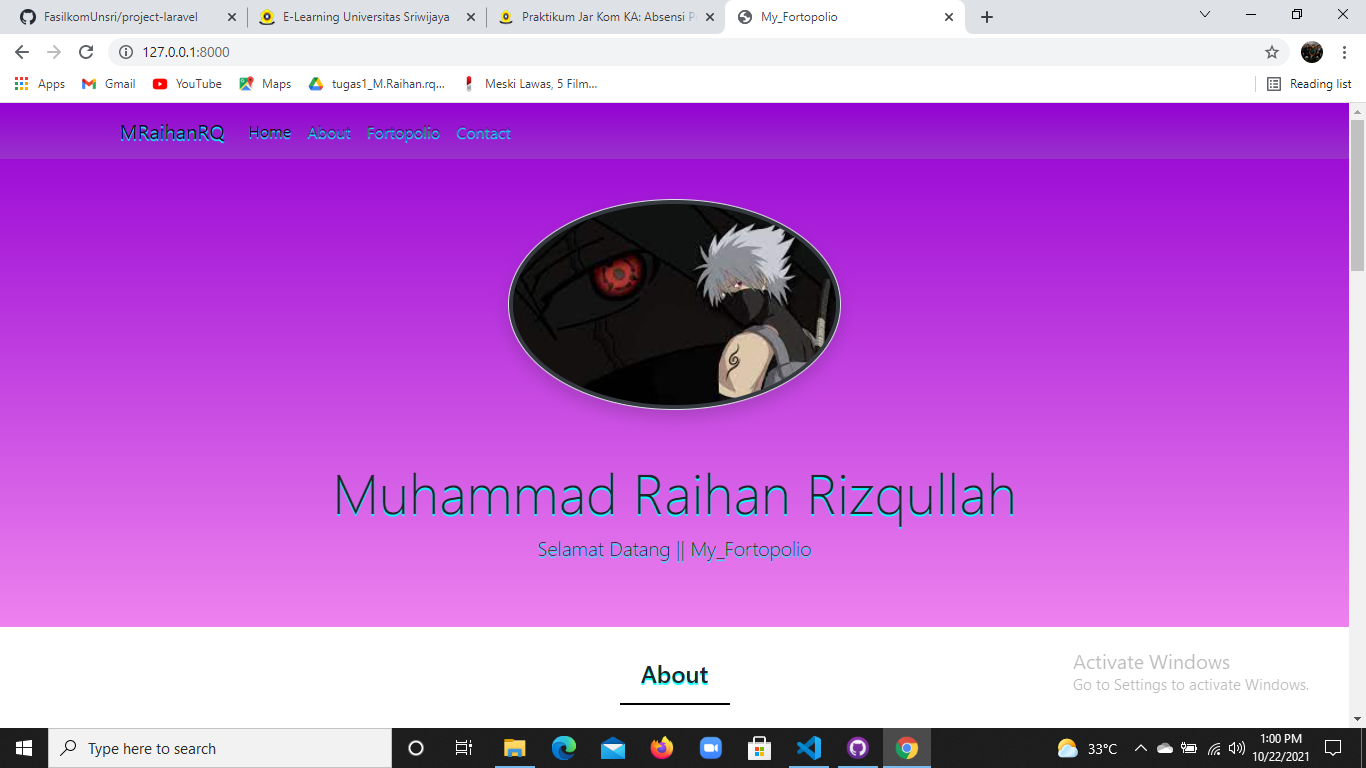 FasilkomUnsri/project-laravel
E-Learning Universitas Sriwijaya
Praktikum Jar Kom KA: Absensi P
My_Fortopolio
127.0.0.1:8000
Apps Gmail YouTube Maps tugas1_M.Raihan.rq... Meski Lawas, 5 Film... Reading list
MRaihanRQ Home About Fortopolio Contact
Muhammad Raihan Rizqullah
Selamat Datang || My_Fortopolio
About
Activate Windows
Go to Settings to activate Windows.
Type here to search
33°C
1:00 PM
10/22/2021